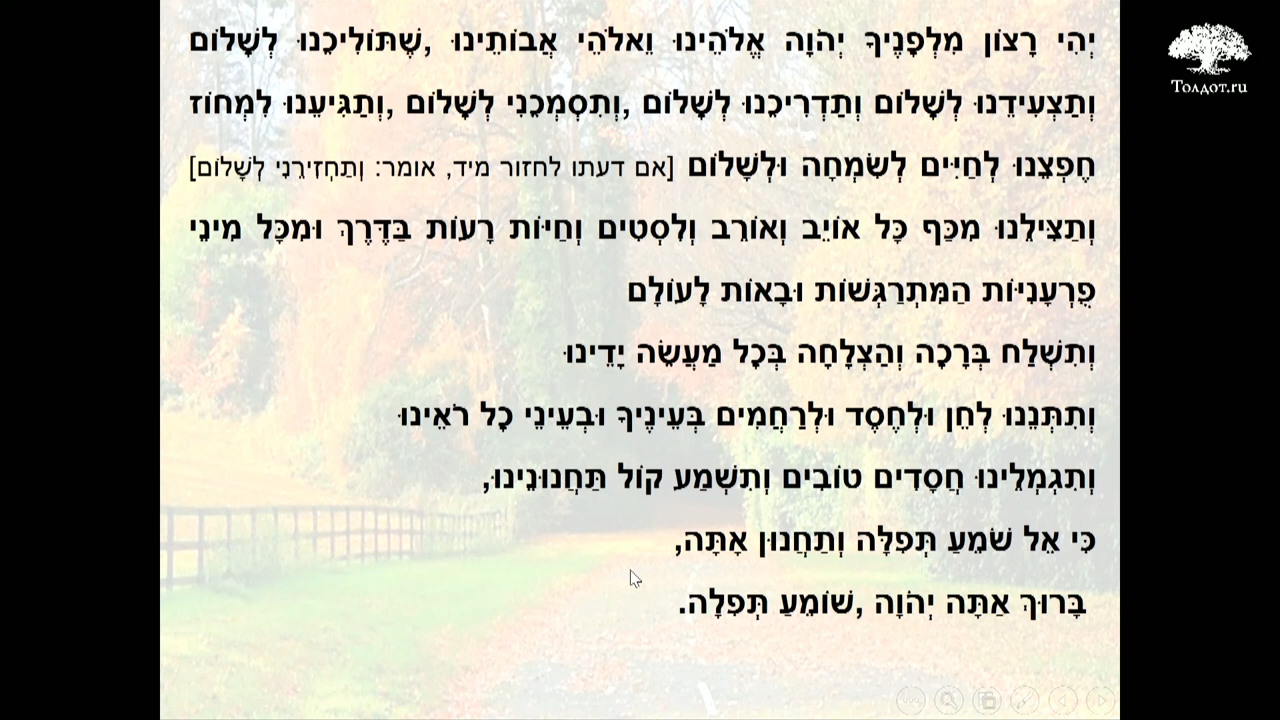 יְהִי רָצוֹן מִלְפָנֶיךָ יְהֹוָה אֱלֹהֵינוּ וֵאלֹהֵי אֲבוֹתֵינוּ ,שֶׁתּוֹלִיכֵנוּ לְשָׁלוֹם
וְתַצְעִידֵנוּ לְשָׁלוֹם וְתַדְרִיכֵנוּ לְשָׁלוֹם ,וְתִסְמְכֵנִי לְשָׁלוֹם ,וְתַגִּיעֵנוּ לִמְחוֹז
חֶפְצֵנוּ לְחַיִּים לְשִׂמְחָה וּלְשָׁלוֹם [אם דעתו לחזור מיד, אומר: וְתַחְזִירֵנִי לְשָׁלוֹם]
וְתַצִּילֵנוּ מִכַּף כָּל אוֹיֵב וְאוֹרֵב וְלִסְטִים וְחַיּוֹת רָעוֹת בַּדֶּרֶךְ וּמִכָּל מִינֵי
פֻּרְעָנִיּוֹת הַמִּתְרַגְּשׁוֹת וּבָאוֹת לָעוֹלָם
וְתִשְׁלַח בְּרָכָה וְהַצְלָחָה בְּכָל מַעֲשֵׂה יָדֵינוּ
וְתִתְּנֵנוּ לְחֵן וּלְחֶסֶד וּלְרַחֲמִים בְּעֵינֶיךָ וּבְעֵינֵי כָל רֹאֵינוּ
וְתִגְמְלֵינוּ חֲסָדִים טוֹבִים וְתִשְׁמַע קוֹל תַּחֲנוּנֵינוּ,
כִּי אֵל שֹׁמֵעַ תְּפִלָּה וְתַחֲנוּן אָתָּה,
בָּרוּךְ אַתָּה יְהֹוָה ,שׁוֹמֵעַ תְּפִלָה.
Толдот.ru